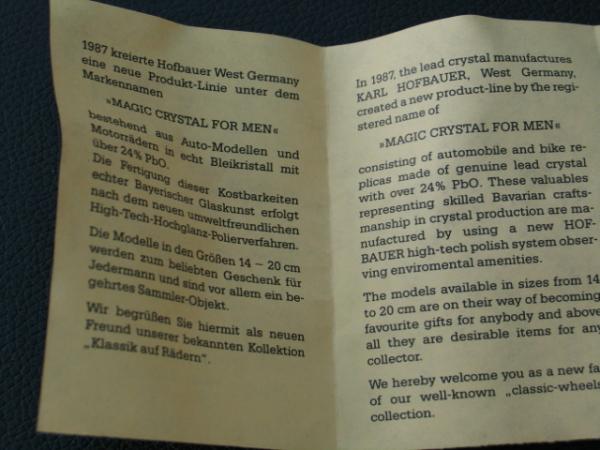 1987 kreierte Hofbauer West Germany
eine neue Produkt-Linie unter dem
Markennamen
»MAGIC CRYSTAL FOR MEN«
bestehend aus Auto-Modellen und
Motorrädern in echt Bleikristall mit
über 24% PbO.
Die Fertigung dieser Kostbarkeiten
echter Bayerischer Glaskunst erfolgt
nach dem neuen umweltfreundlichen
High-Tech-Hochglanz-Polierverfahren.
Die Modelle in den Größen 14 – 20 cm
werden zum beliebten Geschenk für
Jedermann und sind vor allem ein be-
gehrtes Sammler-Objekt.
Wir begrüßen Sie hiermit als neuen
Freund unserer bekannten Kollektion
„Klassik auf Rädern".
In 1987, the lead crystal manufactures
KARL HOFBAUER, West Germany,
created a new product-line by the regi-
stered name of
»MAGIC CRYSTAL FOR MEN«
consisting of automobile and bike re-
plicas made of genuine lead crystal
with over 24% PbO. These valuables
representing skilled Bavarian crafts-
manship in crystal production are ma-
nufactured by using a new HOF-
BAUER high-tech polish system obser-
ving enviromental amenities.
The models available in sizes from 14
to 20 cm are on their way of becoming
favourite gifts for anybody and above
all they are desirable items for any
collector.
We hereby welcome you as a new fa
of our well-known „classic-wheels
collection.